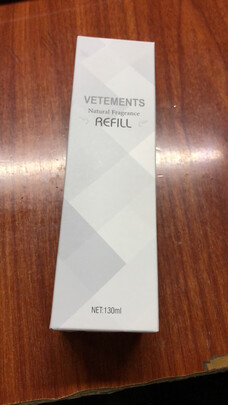 VETEMENTS
Natural Fragrance
REFILL
NET:130ml